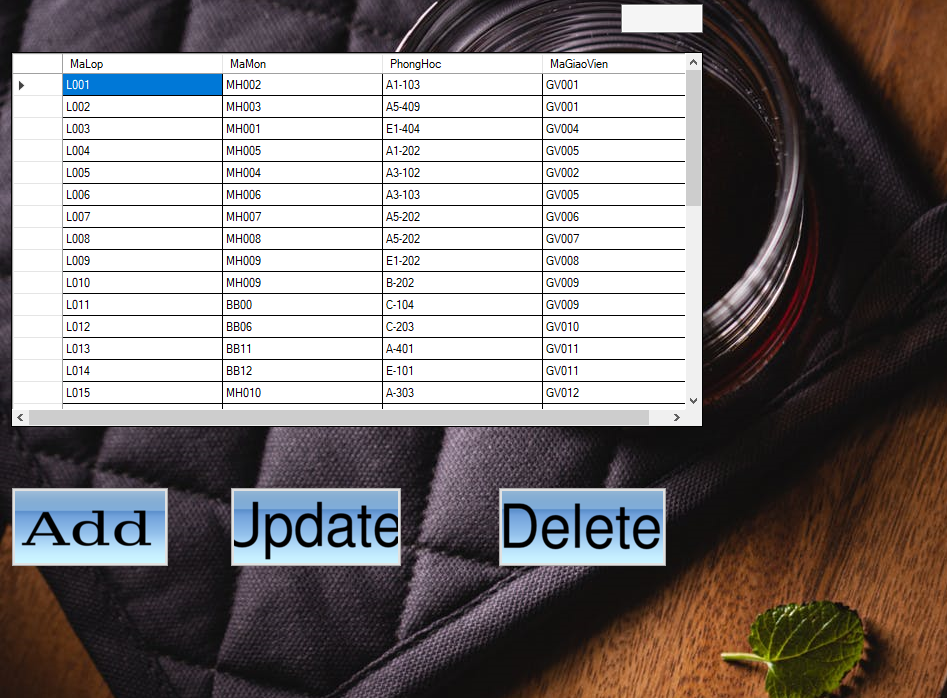 MaLop MaMon PhongHoc MaGiaoVien
L001 MH002 A1-103 GV001
L002 MH003 A5-409 GV001
L003 MH001 E1-404 GV004
L004 MH005 A1-202 GV005
L005 MH004 A3-102 GV002
L006 MH006 A3-103 GV005
L007 MH007 A5-202 GV006
L008 MH008 A5-202 GV007
L009 MH009 E1-202 GV008
L010 MH009 B-202 GV009
L011 BB00 C-104 GV009
L012 BB06 C-203 GV010
L013 BB11 A-401 GV011
L014 BB12 E-101 GV011
L015 MH010 A-303 GV012
Add Update Delete